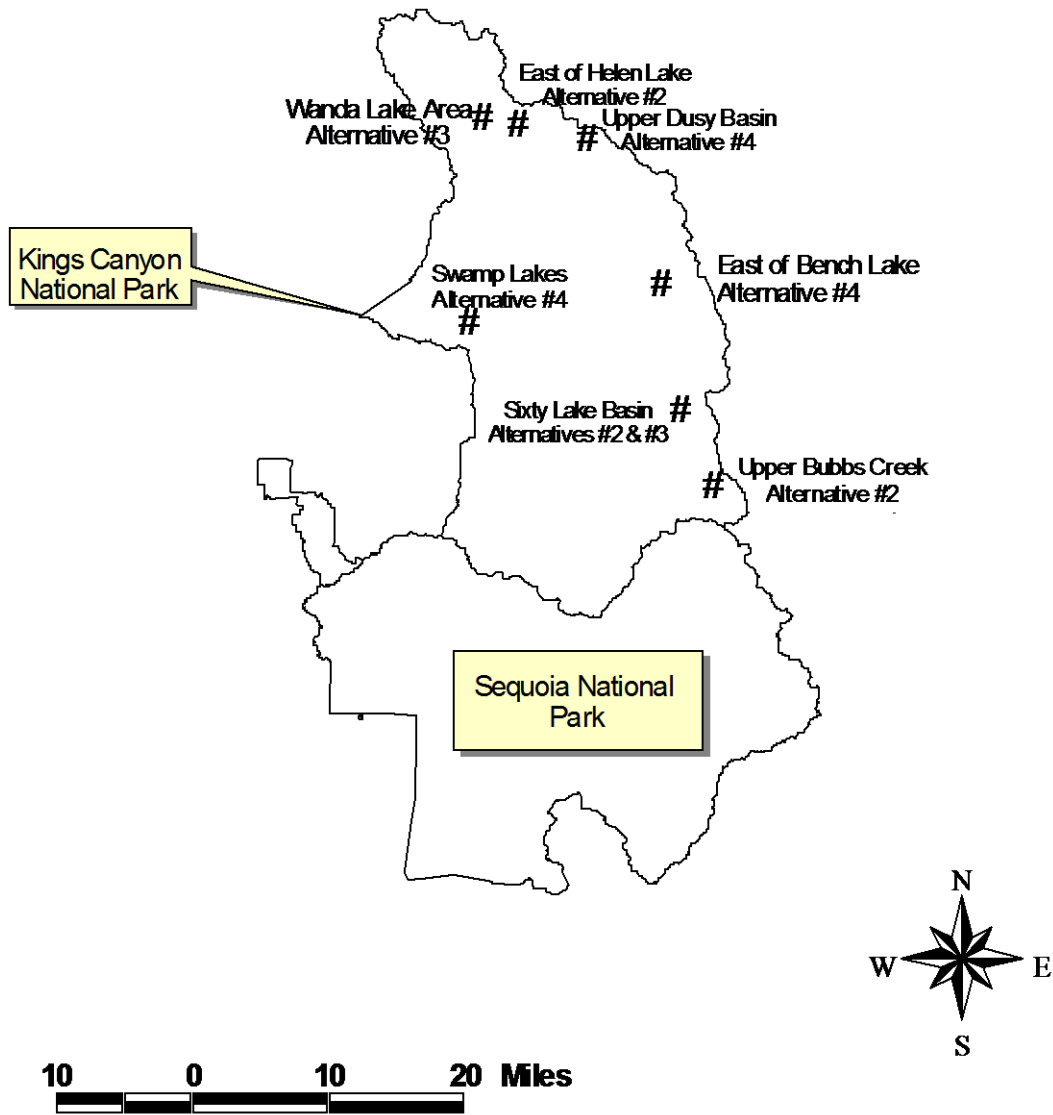 East of Helen Lake
Alternative #2
Wanda Lake Area
Alternative #3
#
#
Upper Dusy Basin
Alternative #4
#
Kings Canyon
National Park
Swamp Lakes
Alternative #4
#
East of Bench Lake
Alternative #4
#
Sixty Lake Basin
Alternatives #2 & #3
#
Upper Bubbs Creek
Alternative #2
#
Sequoia National
Park
N
W E
S
10 0 10 20 Miles